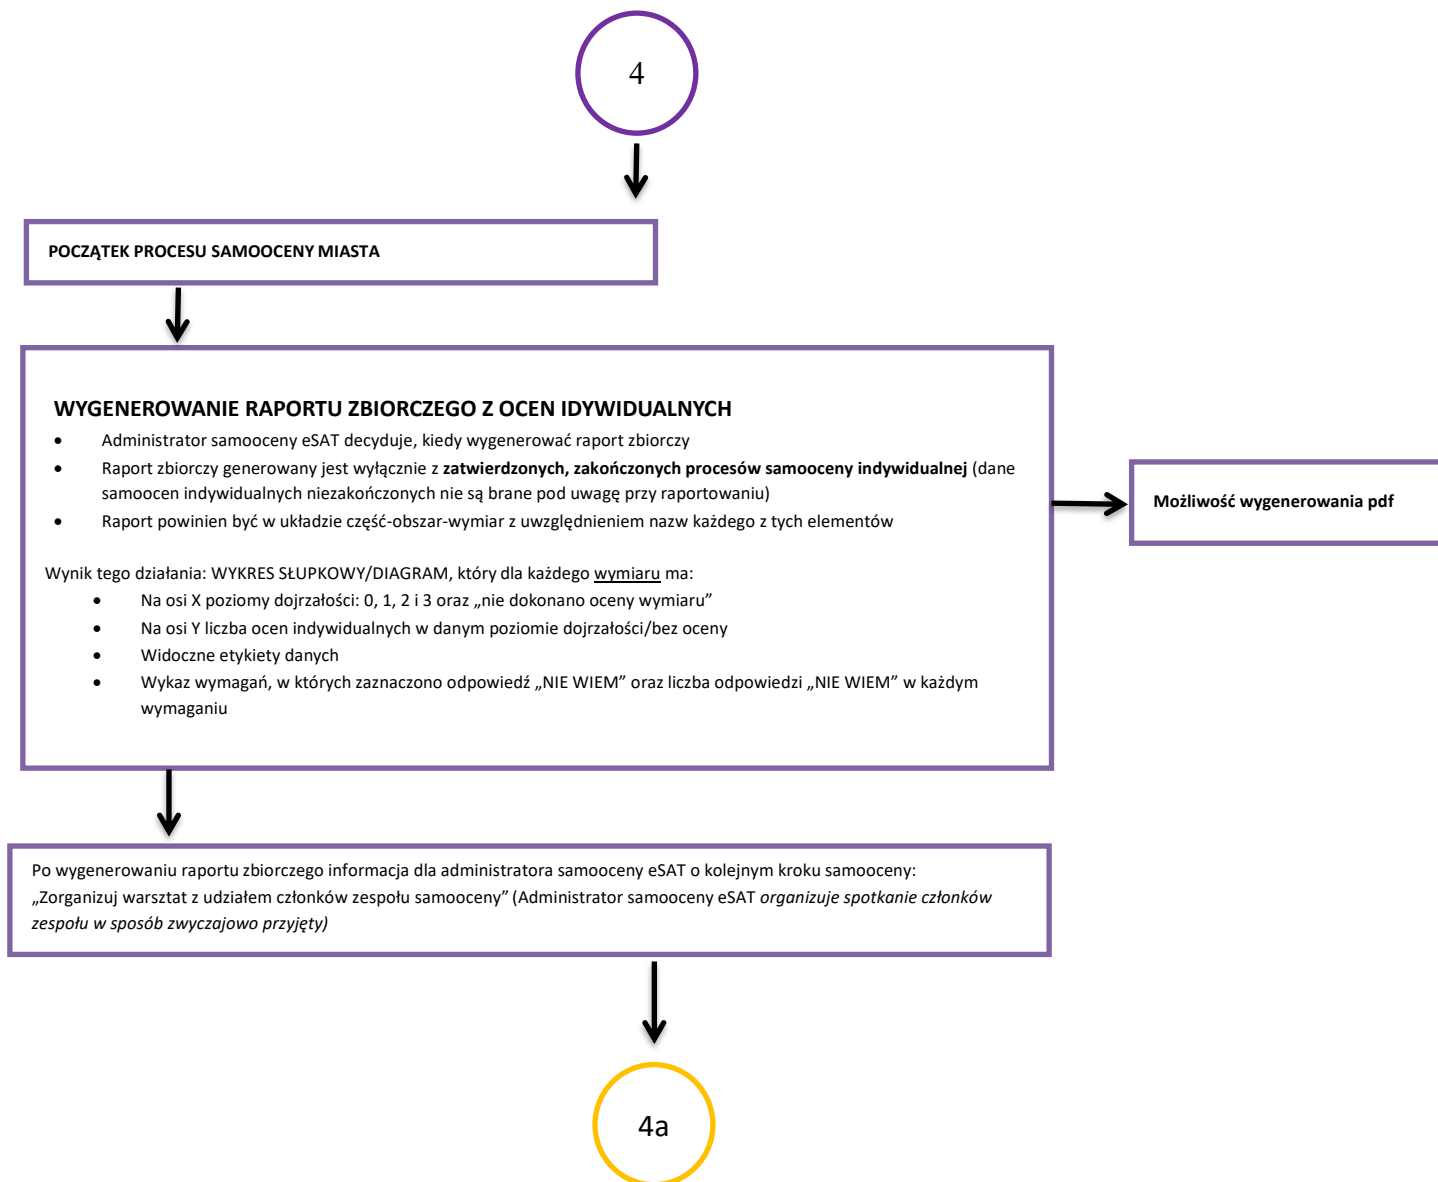 4
POCZĄTEK PROCESU SAMOOCENY MIASTA
WYGENEROWANIE RAPORTU ZBIORCZEGO Z OCEN IDYWIDUALNYCH
• Administrator samooceny eSAT decyduje, kiedy wygenerować raport zbiorczy
• Raport zbiorczy generowany jest wyłącznie z zatwierdzonych, zakończonych procesów samooceny indywidualnej (dane
samoocen indywidualnych niezakończonych nie są brane pod uwagę przy raportowaniu)
• Raport powinien być w układzie część-obszar-wymiar z uwzględnieniem nazw każdego z tych elementów
Wynik tego działania: WYKRES SŁUPKOWY/DIAGRAM, który dla każdego wymiaru ma:
• Na osi X poziomy dojrzałości: 0, 1, 2 i 3 oraz „nie dokonano oceny wymiaru”
• Na osi Y liczba ocen indywidualnych w danym poziomie dojrzałości/bez oceny
• Widoczne etykiety danych
• Wykaz wymagań, w których zaznaczono odpowiedź „NIE WIEM” oraz liczba odpowiedzi „NIE WIEM” w każdym
wymaganiu
Możliwość wygenerowania pdf
Po wygenerowaniu raportu zbiorczego informacja dla administratora samooceny eSAT o kolejnym kroku samooceny:
„Zorganizuj warsztat z udziałem członków zespołu samooceny” (Administrator samooceny eSAT organizuje spotkanie członków
zespołu w sposób zwyczajowo przyjęty)
4a